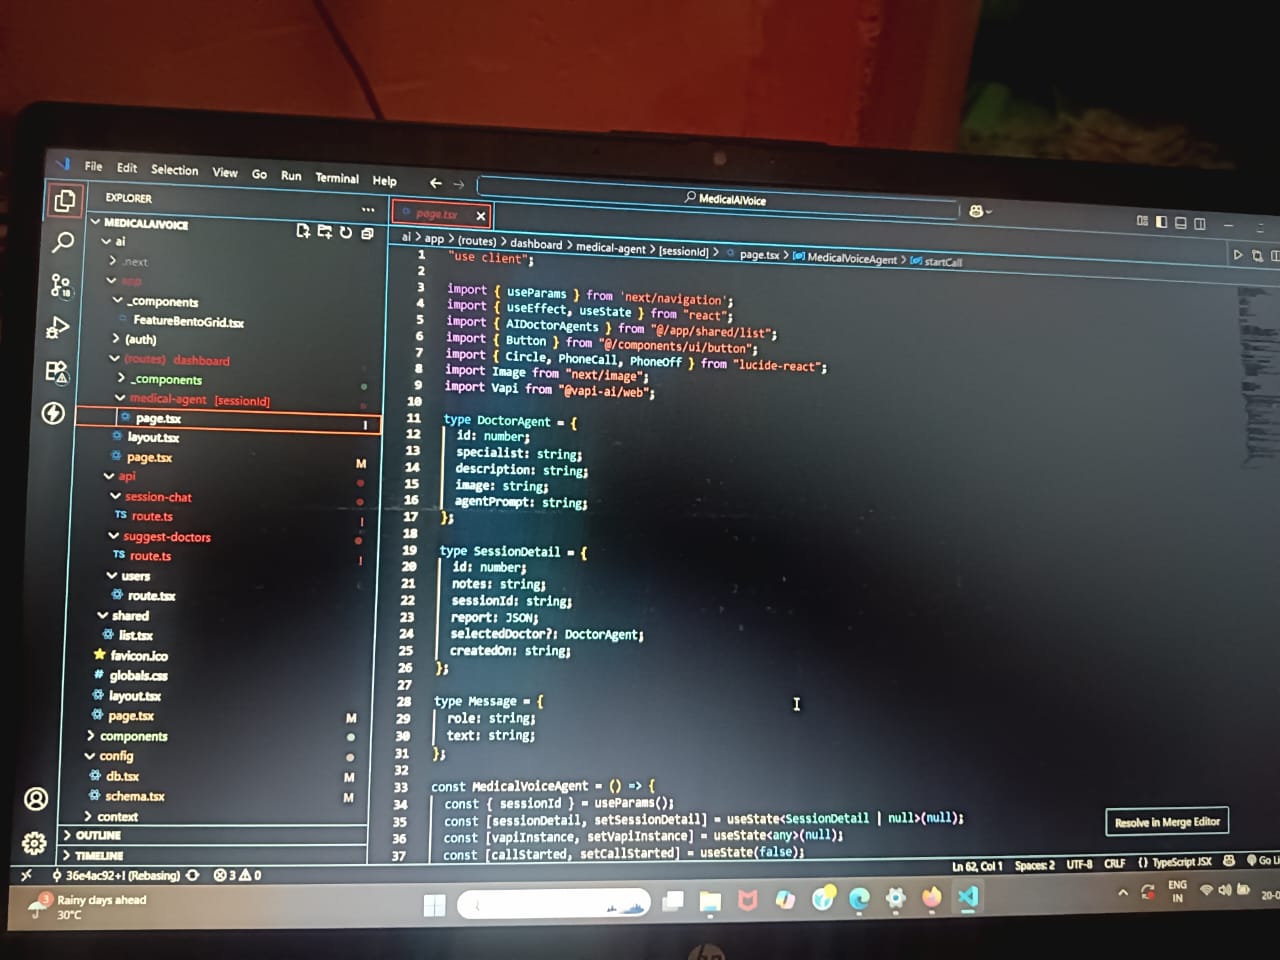 File Edit Selection View Go Run Terminal Help
MedicalAiVoice
EXPLORER
MEDICALAIVOICE
ai
.next
app
_components
FeatureBentoGrid.tsx
(auth)
(routes) dashboard
_components
medical-agent [sessionId]
page.tsx !
layout.tsx
page.tsx M
api
session-chat
TS route.ts !
suggest-doctors
TS route.ts !
users
route.tsx
shared
list.tsx
favicon.ico
# globals.css
layout.tsx
page.tsx M
components
config
db.tsx M
schema.tsx M
context
OUTLINE
TIMELINE
18
page.tsx
ai > app > (routes) > dashboard > medical-agent > [sessionId] > page.tsx > MedicalVoiceAgent > startCall
1 "use client";
2
3 import { useParams } from 'next/navigation';
4 import { useEffect, useState } from "react";
5 import { AIDoctorAgents } from "@/app/shared/list";
6 import { Button } from "@/components/ui/button";
7 import { Circle, PhoneCall, PhoneOff } from "lucide-react";
8 import Image from "next/image";
9 import Vapi from "@vapi-ai/web";
10
11 type DoctorAgent = {
12 id: number;
13 specialist: string;
14 description: string;
15 image: string;
16 agentPrompt: string;
17 };
18
19 type SessionDetail = {
20 id: number;
21 notes: string;
22 sessionId: string;
23 report: JSON;
24 selectedDoctor?: DoctorAgent;
25 createdOn: string;
26 };
27
28 type Message = {
29 role: string;
30 text: string;
31 };
32
33 const MedicalVoiceAgent = () => {
34 const { sessionId } = useParams();
35 const [sessionDetail, setSessionDetail] = useState<SessionDetail | null>(null);
36 const [vapiInstance, setVapiInstance] = useState<any>(null);
37 const [callStarted, setCallStarted] = useState(false);
Resolve in Merge Editor
36e4ac92+! (Rebasing) 3 0
Ln 62, Col 1 Spaces: 2 UTF-8 CRLF {} TypeScript JSX Go Li
3
Rainy days ahead
30°C
ENG
IN
20-0
hp